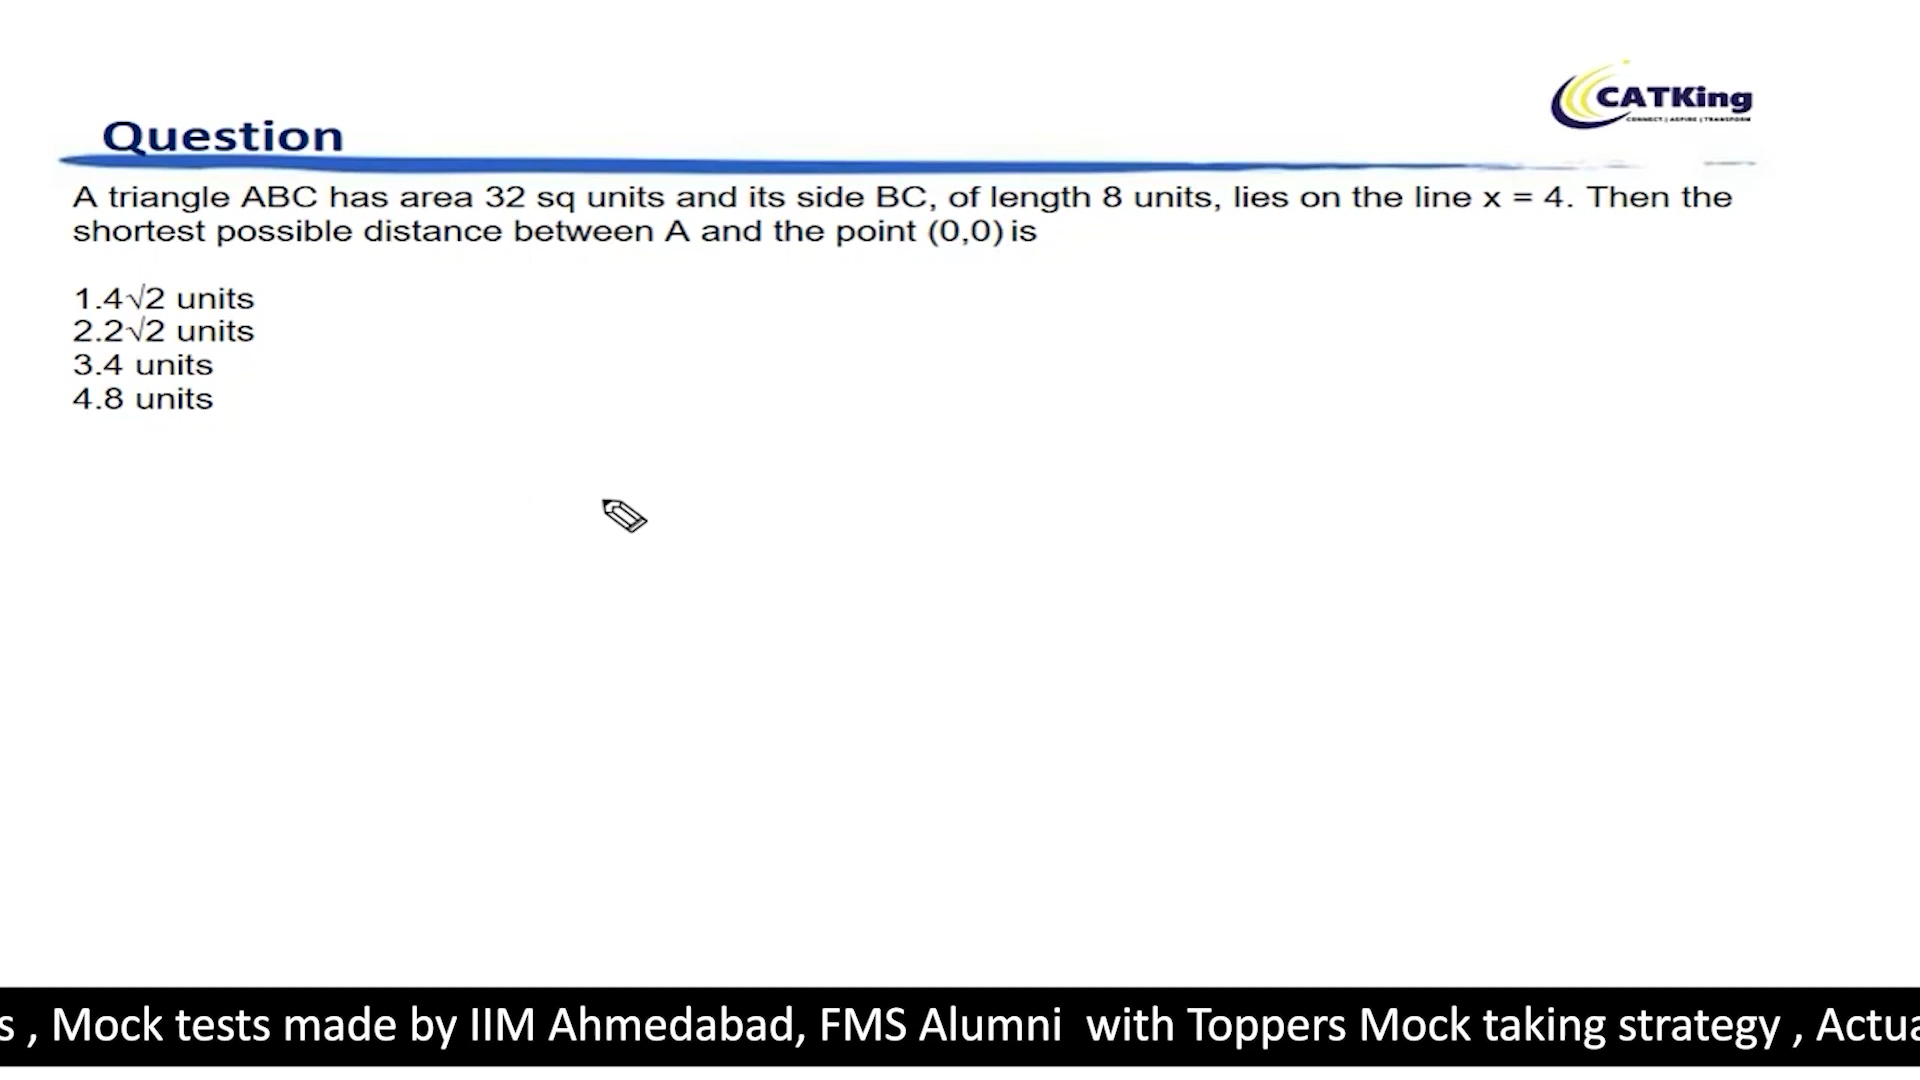 CATKing
CONNECT | ASPIRE | TRANSFORM
Question
A triangle ABC has area 32 sq units and its side BC, of length 8 units, lies on the line x = 4. Then the
shortest possible distance between A and the point (0,0) is
1.4√2 units
2.2√2 units
3.4 units
4.8 units
s , Mock tests made by IIM Ahmedabad, FMS Alumni with Toppers Mock taking strategy , Actua